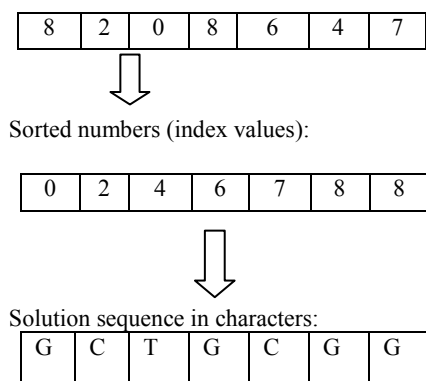 8 2 0 8 6 4 7
Sorted numbers (index values):
0 2 4 6 7 8 8
Solution sequence in characters:
G C T G C G G